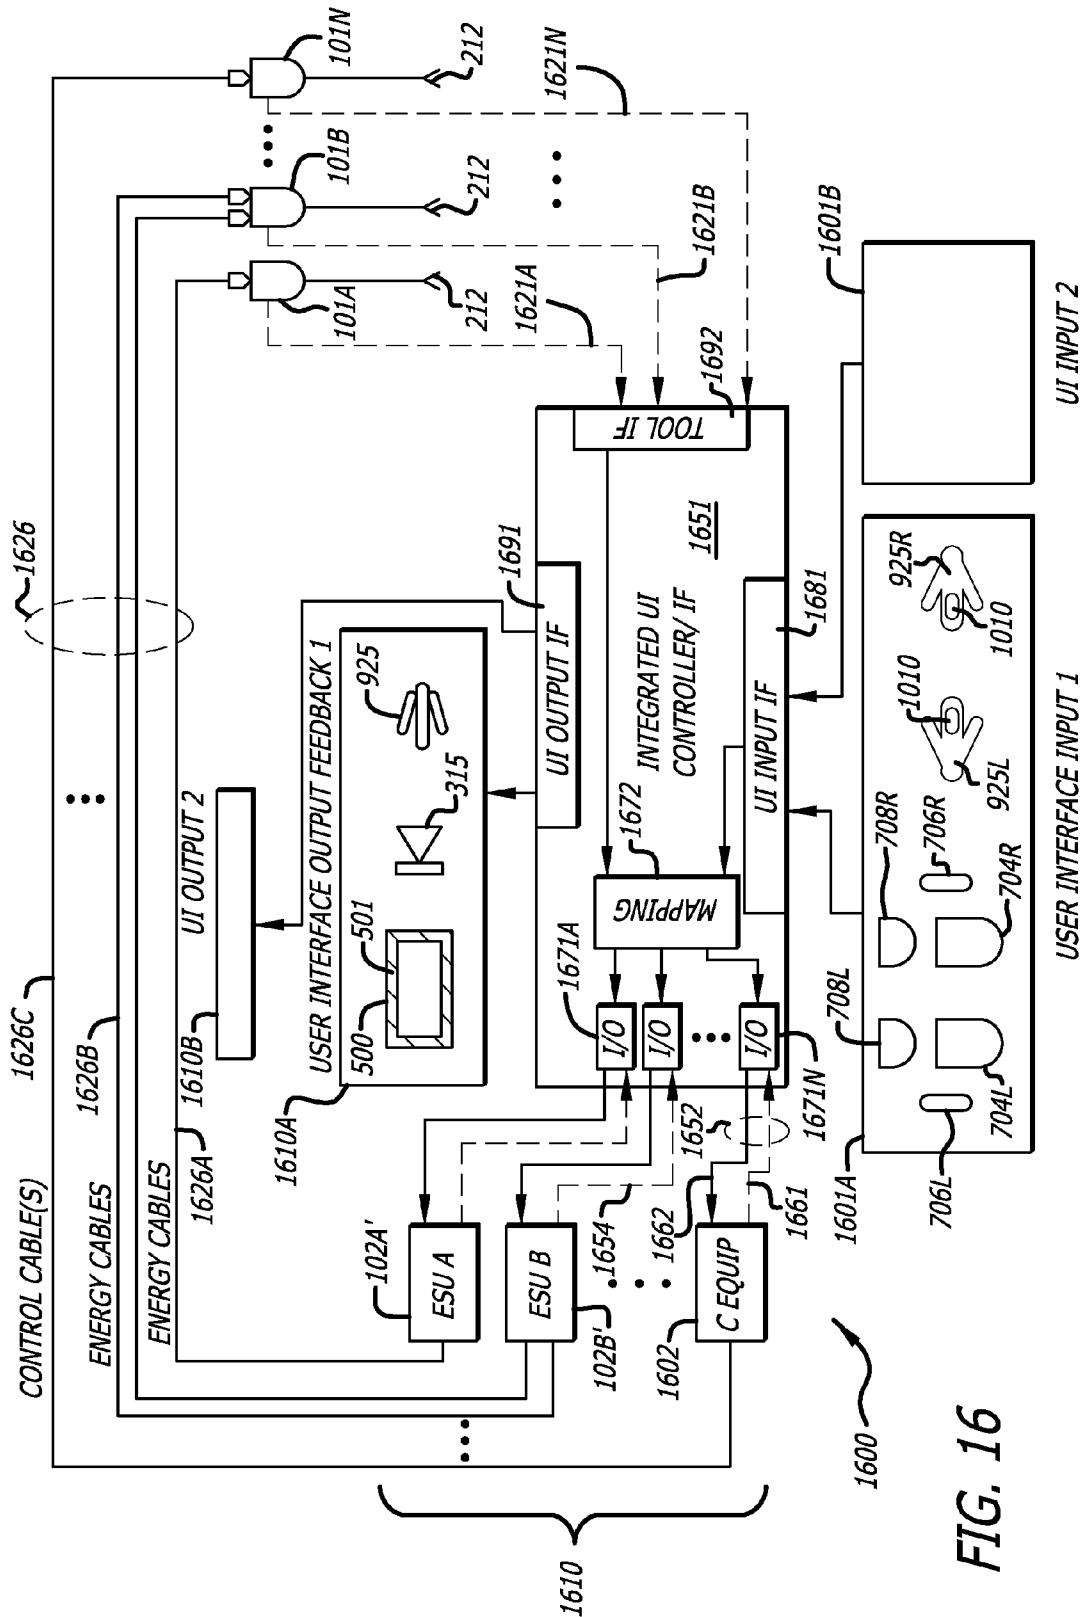 1626
CONTROL CABLE(S)
1626C
ENERGY CABLES
1626B
ENERGY CABLES
1626A
1610B
UI OUTPUT 2
101A
101B
101N
212
212
212
1621A
1621B
1621N
1610A
USER INTERFACE OUTPUT FEEDBACK 1
500
501
315
925
1691
UI OUTPUT IF
102A'
ESU A
102B'
ESU B
1654
1602
C EQUIP
1662
1652
1661
1671A
I/O
I/O
I/O
1671N
1672
MAPPING
INTEGRATED UI
CONTROLLER/ IF
1651
TOOL IF
1692
UI INPUT IF
1681
1610
1600
1601A
706L
704L
708L
708R
706R
704R
925L
1010
1010
925R
USER INTERFACE INPUT 1
1601B
UI INPUT 2
FIG. 16